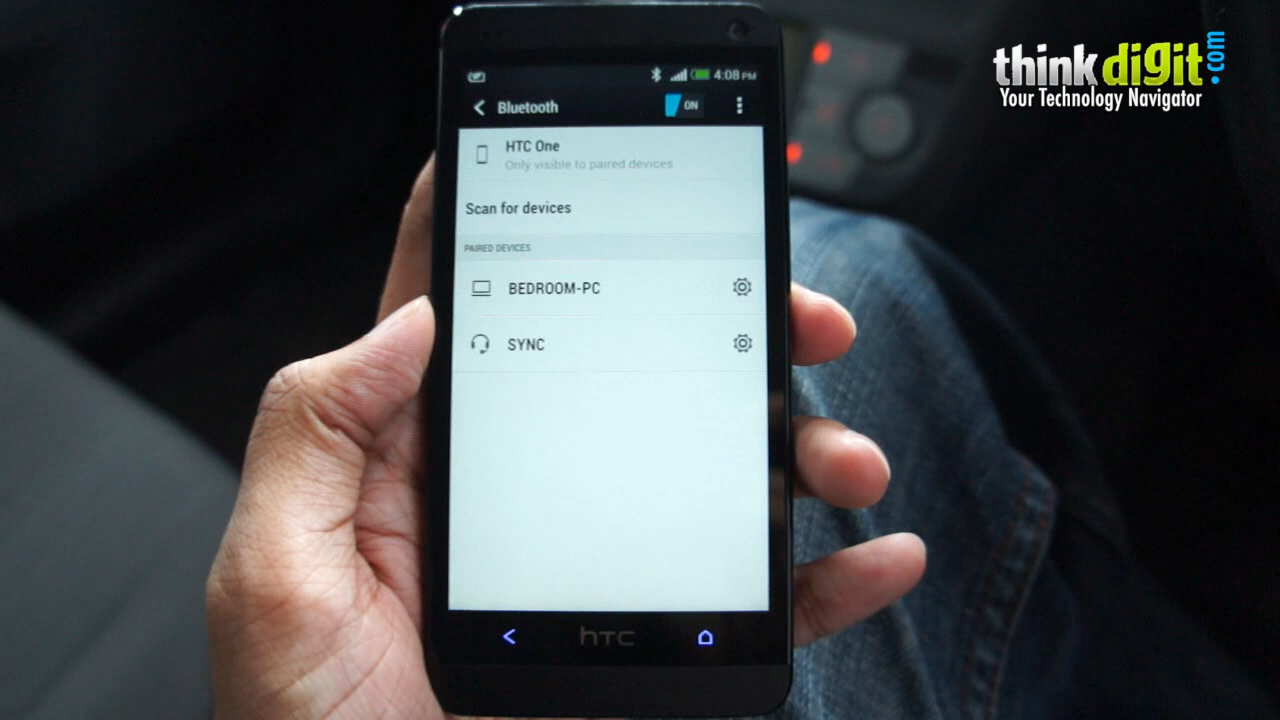 thinkdigit.com
Your Technology Navigator
4:08 PM
Bluetooth
ON
HTC One
Only visible to paired devices
Scan for devices
PAIRED DEVICES
BEDROOM-PC
SYNC
hTC